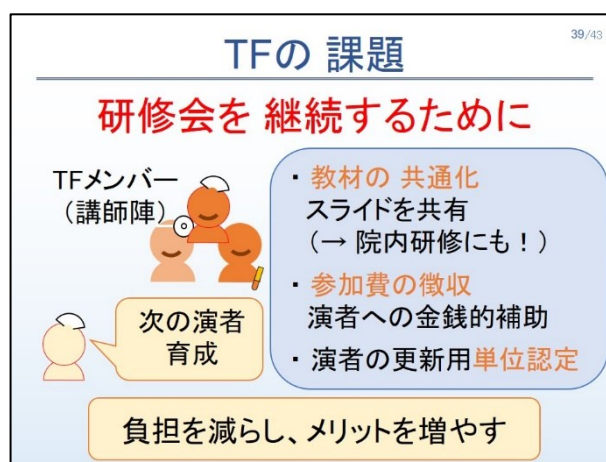 39/43
TFの 課題
研修会を 継続するために
TFメンバー
（講師陣）
・教材の 共通化
スライドを共有
（→ 院内研修にも！）
・参加費の徴収
演者への金銭的補助
・演者の更新用単位認定
次の演者
育成
負担を減らし、メリットを増やす